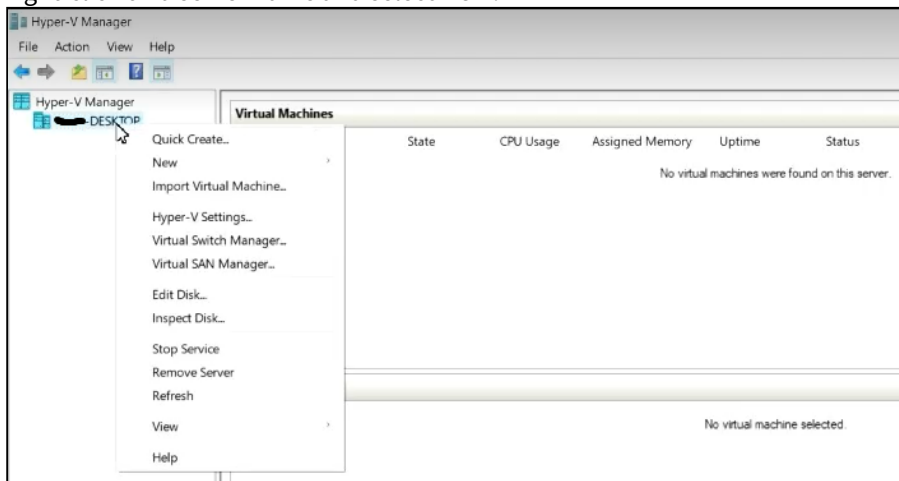 Hyper-V Manager
File Action View Help
Hyper-V Manager
-DESKTOP
Virtual Machines
State CPU Usage Assigned Memory Uptime Status
No virtual machines were found on this server.
Quick Create...
New
Import Virtual Machine...
Hyper-V Settings...
Virtual Switch Manager...
Virtual SAN Manager...
Edit Disk...
Inspect Disk...
Stop Service
Remove Server
Refresh
View
Help
No virtual machine selected.